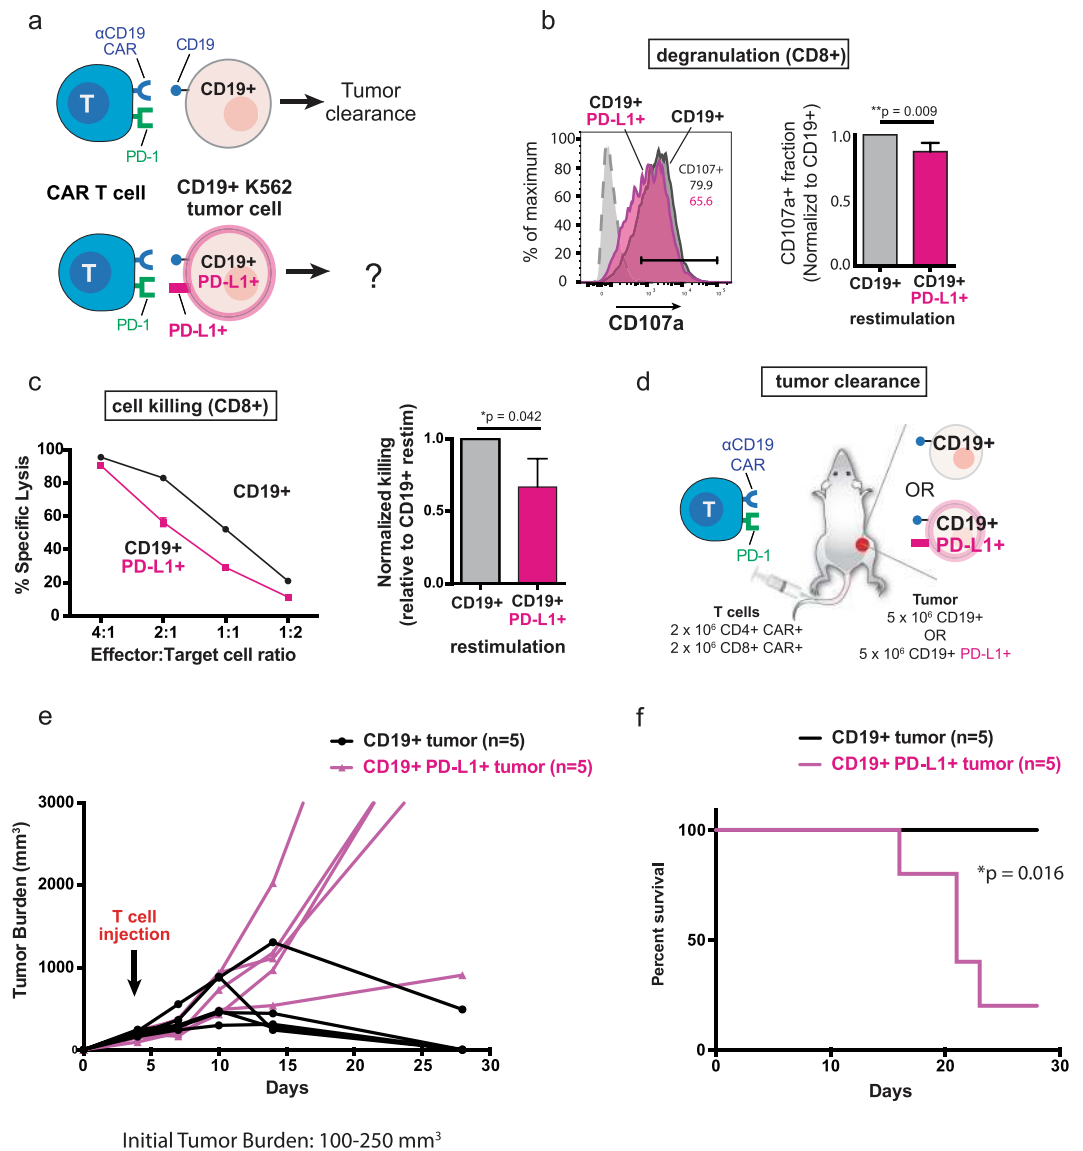 a
αCD19
CAR
CD19
T
CD19+
Tumor
clearance
PD-1
CAR T cell
CD19+ K562
tumor cell
T
CD19+
PD-L1+
?
PD-1
PD-L1+
b
degranulation (CD8+)
CD19+
PD-L1+
CD19+
CD107+
79.9
65.6
% of maximum
100
80
60
40
20
0
0
10³
10⁴
10⁵
CD107a
**p = 0.009
CD107a+ fraction
(Normalizd to CD19+)
1.0
0.5
0.0
CD19+
CD19+
PD-L1+
restimulation
c
cell killing (CD8+)
% Specific Lysis
100
80
60
40
20
0
CD19+
CD19+
PD-L1+
4:1
2:1
1:1
1:2
Effector:Target cell ratio
*p = 0.042
Normalized killing
(relative to CD19+ restim)
1.0
0.5
0.0
CD19+
CD19+
PD-L1+
restimulation
d
tumor clearance
αCD19
CAR
T
PD-1
CD19+
OR
CD19+
PD-L1+
T cells
2 x 10⁶ CD4+ CAR+
2 x 10⁶ CD8+ CAR+
Tumor
5 x 10⁶ CD19+
OR
5 x 10⁶ CD19+ PD-L1+
e
CD19+ tumor (n=5)
CD19+ PD-L1+ tumor (n=5)
Tumor Burden (mm³)
3000
2000
1000
0
T cell
injection
0
5
10
15
20
25
30
Days
Initial Tumor Burden: 100-250 mm³
f
CD19+ tumor (n=5)
CD19+ PD-L1+ tumor (n=5)
Percent survival
100
50
0
*p = 0.016
0
10
20
30
Days